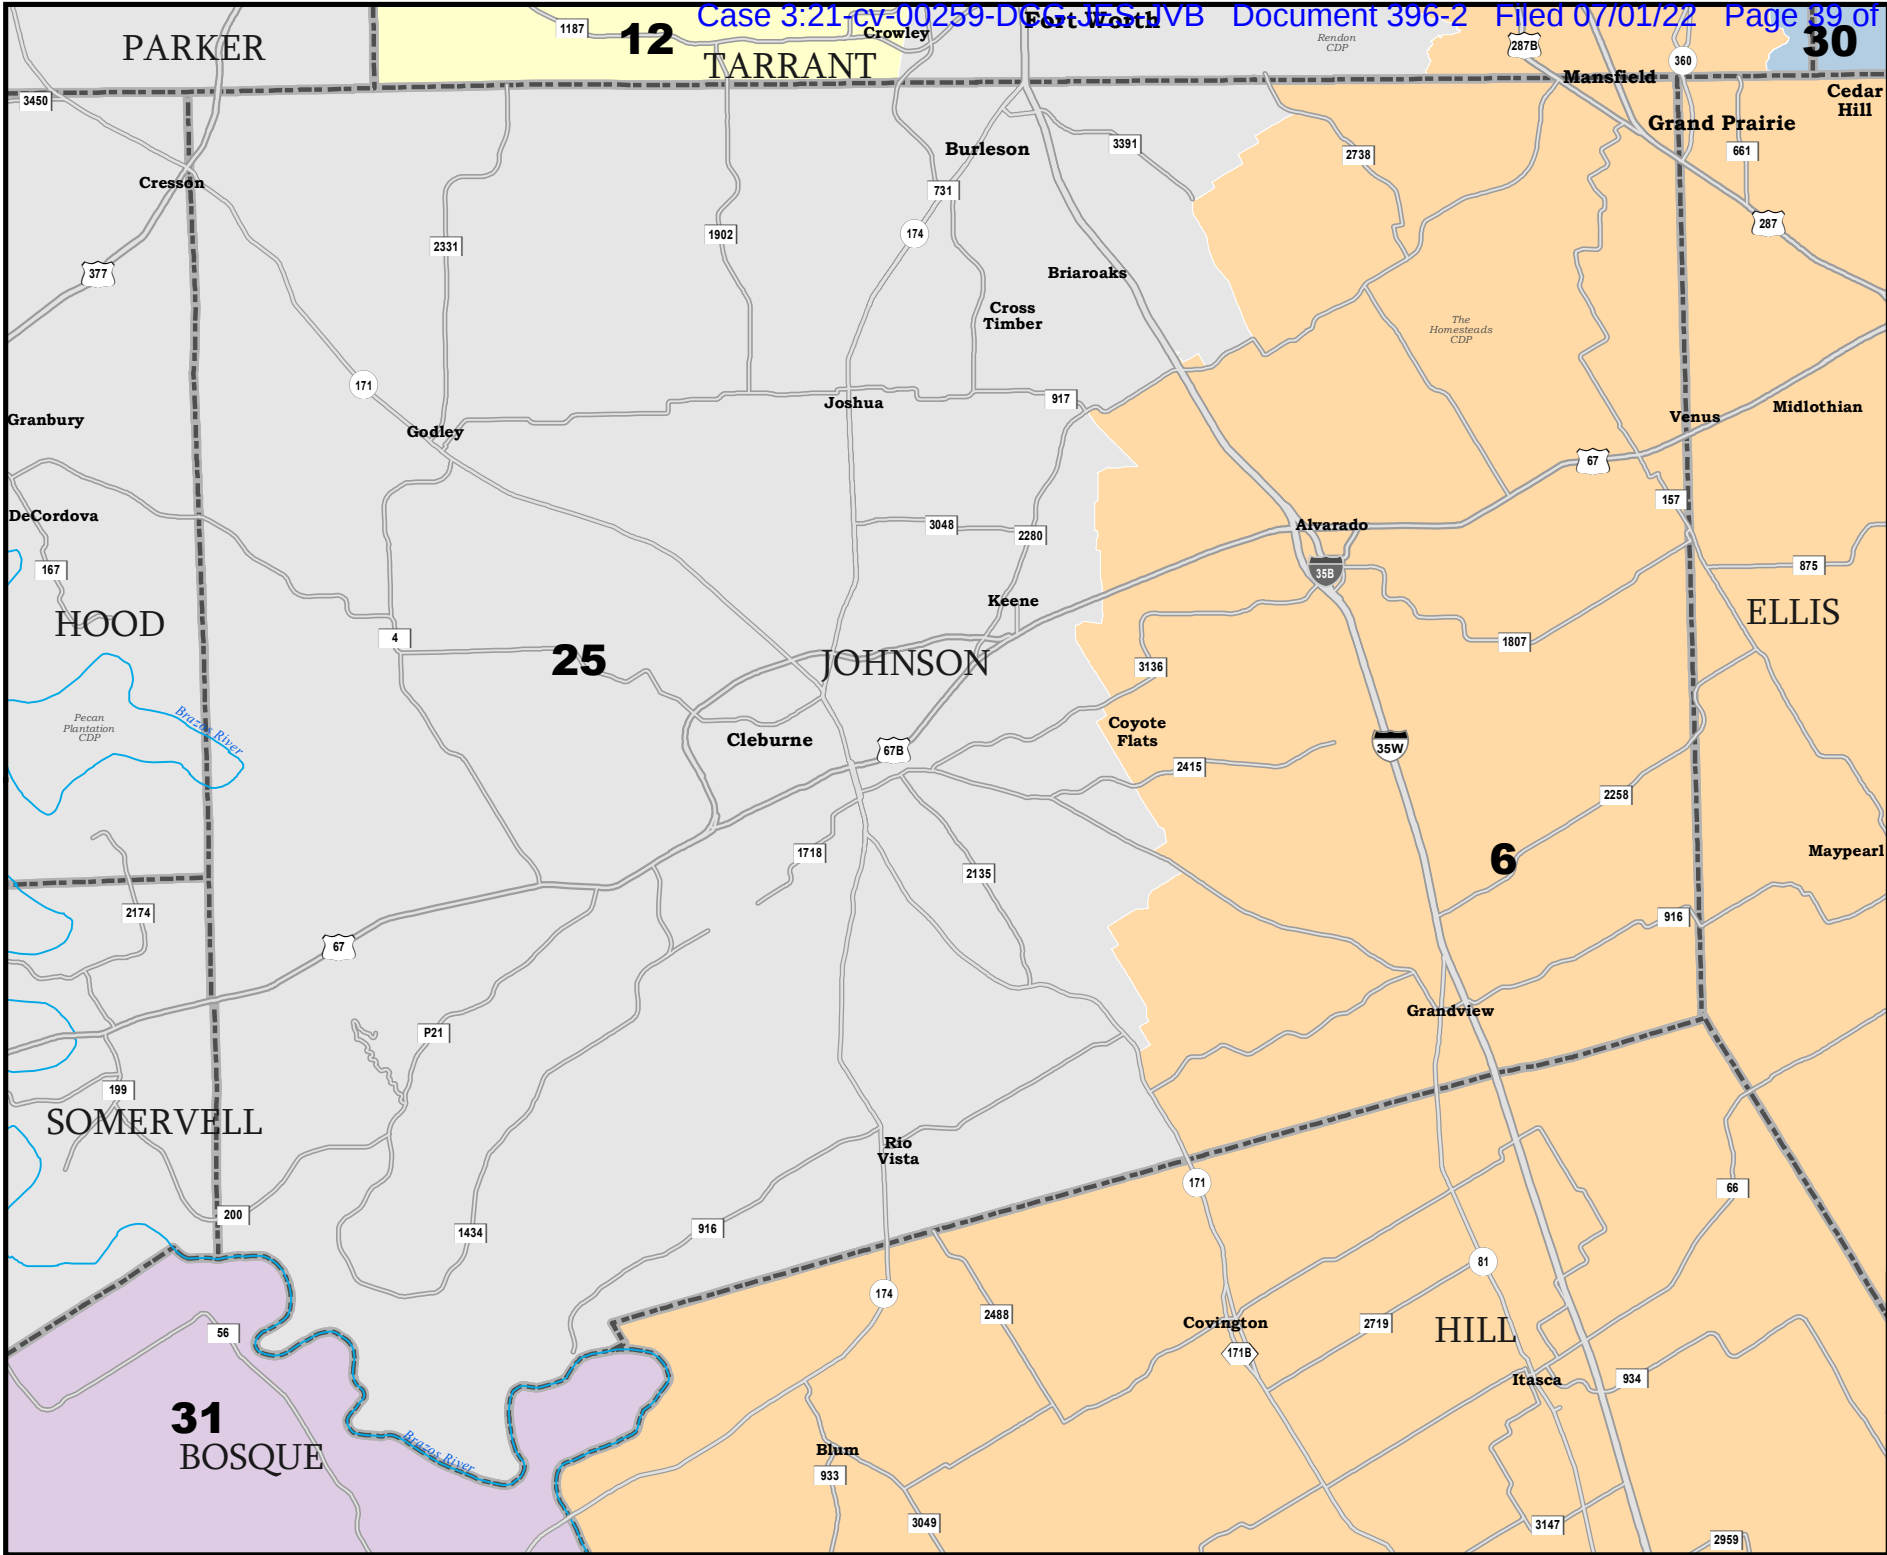 Case 3:21-cv-00259-DCG-JES-JVB Document 396-2 Filed 07/01/22 Page 39 of
PARKER
1187
12
TARRANT
Crowley
Fort Worth
Rendon
CDP
287B
360
30
Mansfield
Cedar
Hill
3450
Grand Prairie
661
Burleson
3391
2738
Cresson
731
174
1902
2331
287
377
Briaroaks
Cross
Timber
The
Homesteads
CDP
171
Granbury
Godley
Joshua
917
Venus
Midlothian
67
157
DeCordova
3048
2280
Alvarado
35B
167
875
HOOD
Keene
ELLIS
4
25
JOHNSON
3136
1807
Pecan
Plantation
CDP
Brazos River
Cleburne
67B
Coyote
Flats
35W
2415
2258
1718
2135
6
Maypearl
2174
67
916
P21
Grandview
199
SOMERVELL
Rio
Vista
171
66
200
1434
916
81
174
2488
Covington
2719
HILL
56
171B
Itasca
934
31
BOSQUE
Brazos River
Blum
933
3049
3147
2959